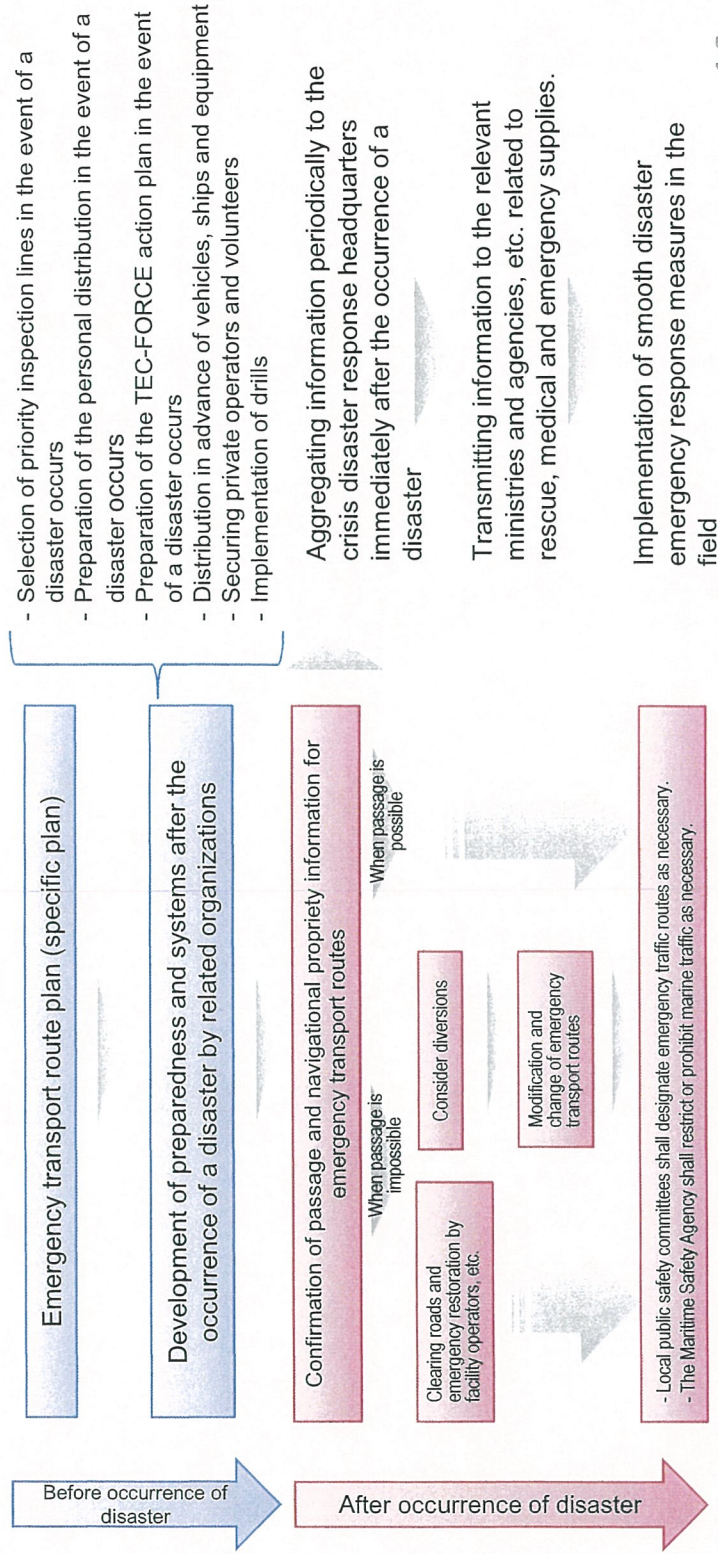 Before occurrence of
disaster
After occurrence of disaster
Emergency transport route plan (specific plan)
Development of preparedness and systems after the
occurrence of a disaster by related organizations
- Selection of priority inspection lines in the event of a
disaster occurs
- Preparation of the personal distribution in the event of a
disaster occurs
- Preparation of the TEC-FORCE action plan in the event
of a disaster occurs
- Distribution in advance of vehicles, ships and equipment
- Securing private operators and volunteers
- Implementation of drills
Confirmation of passage and navigational propriety information for
emergency transport routes
When passage is
impossible
When passage is
possible
Clearing roads and
emergency restoration by
facility operators, etc.
Consider diversions
Modification and
change of emergency
transport routes
- Local public safety committees shall designate emergency traffic routes as necessary.
- The Maritime Safety Agency shall restrict or prohibit marine traffic as necessary.
Aggregating information periodically to the
crisis disaster response headquarters
immediately after the occurrence of a
disaster
Transmitting information to the relevant
ministries and agencies, etc. related to
rescue, medical and emergency supplies.
Implementation of smooth disaster
emergency response measures in the
field